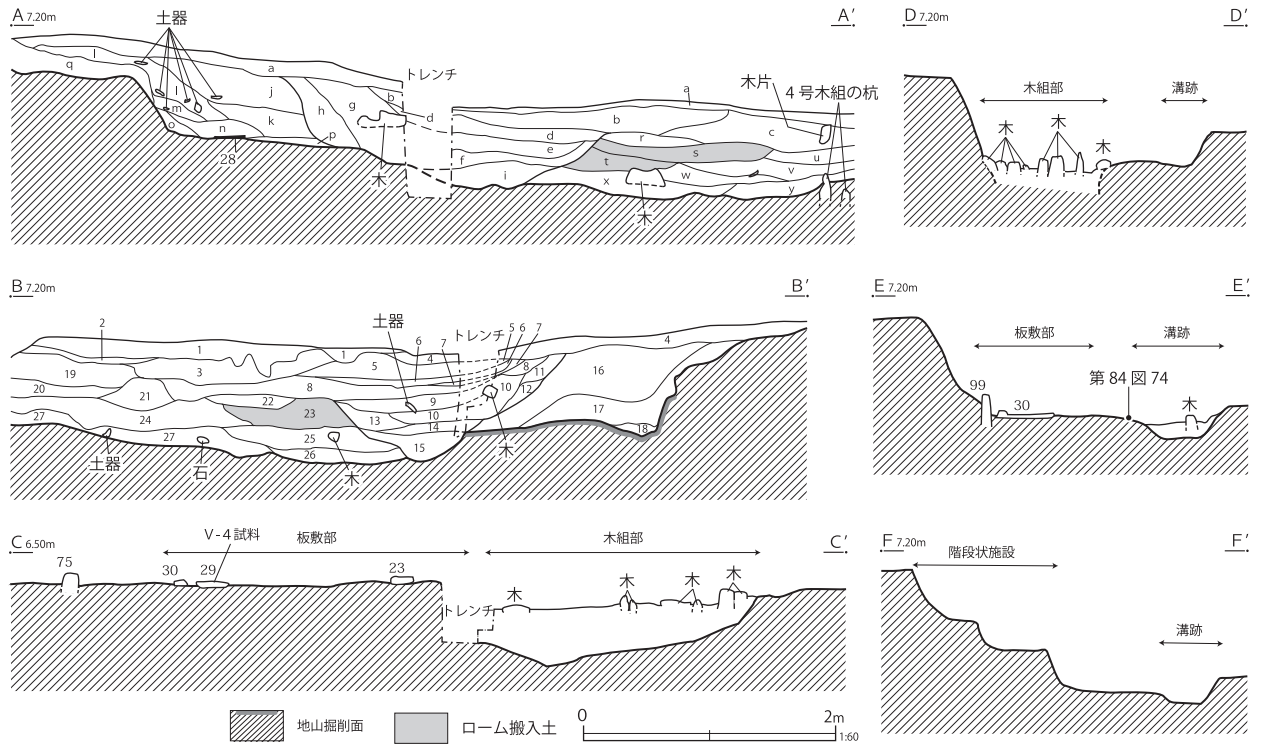 A 7.20m
A′
土器
トレンチ
木片
4号木組の杭
木
木
28
a
l
q
l
j
b
h
g
d
m
k
o
n
p
a
b
c
d
r
e
s
f
t
u
i
w
v
x
y
D 7.20m
D′
木組部
溝跡
木
木
木
B 7.20m
B′
土器
トレンチ
5 6 7
2
1
1
6
7
4
4
19
3
5
8
11
16
20
21
8
10
12
22
9
27
24
23
13
10
17
27
25
14
18
26
15
土器
石
木
木
E 7.20m
E′
板敷部
溝跡
99
30
第84図74
木
C 6.50m
C′
V-4試料
板敷部
木組部
75
30
29
23
トレンチ
木
木
木
木
F 7.20m
F′
階段状施設
溝跡
地山掘削面
ローム搬入土
0
2m
1:60